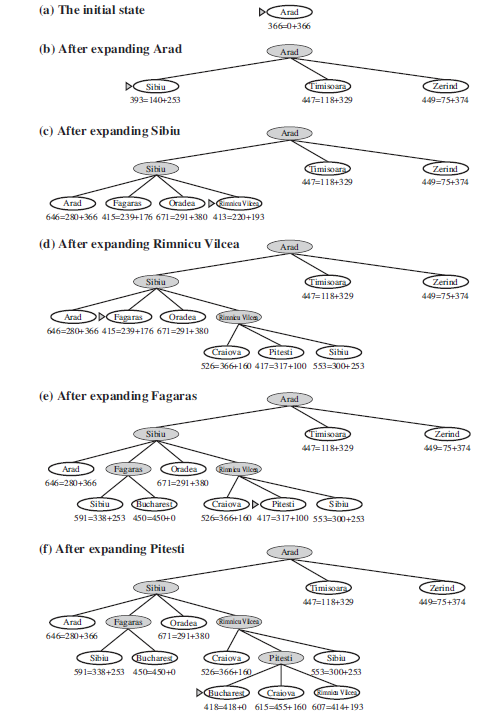 (a) The initial state
Arad
366=0+366
(b) After expanding Arad
Arad
Sibiu Timisoara Zerind
393=140+253 447=118+329 449=75+374
(c) After expanding Sibiu
Arad
Sibiu Timisoara Zerind
447=118+329 449=75+374
Arad Fagaras Oradea Rimnicu Vilcea
646=280+366 415=239+176 671=291+380 413=220+193
(d) After expanding Rimnicu Vilcea
Arad
Sibiu Timisoara Zerind
447=118+329 449=75+374
Arad Fagaras Oradea Rimnicu Vilcea
646=280+366 415=239+176 671=291+380
Craiova Pitesti Sibiu
526=366+160 417=317+100 553=300+253
(e) After expanding Fagaras
Arad
Sibiu Timisoara Zerind
447=118+329 449=75+374
Arad Fagaras Oradea Rimnicu Vilcea
646=280+366 671=291+380
Sibiu Bucharest Craiova Pitesti Sibiu
591=338+253 450=450+0 526=366+160 417=317+100 553=300+253
(f) After expanding Pitesti
Arad
Sibiu Timisoara Zerind
447=118+329 449=75+374
Arad Fagaras Oradea Rimnicu Vilcea
646=280+366 671=291+380
Sibiu Bucharest Craiova Pitesti Sibiu
591=338+253 450=450+0 526=366+160 553=300+253
Bucharest Craiova Rimnicu Vilcea
418=418+0 615=455+160 607=414+193